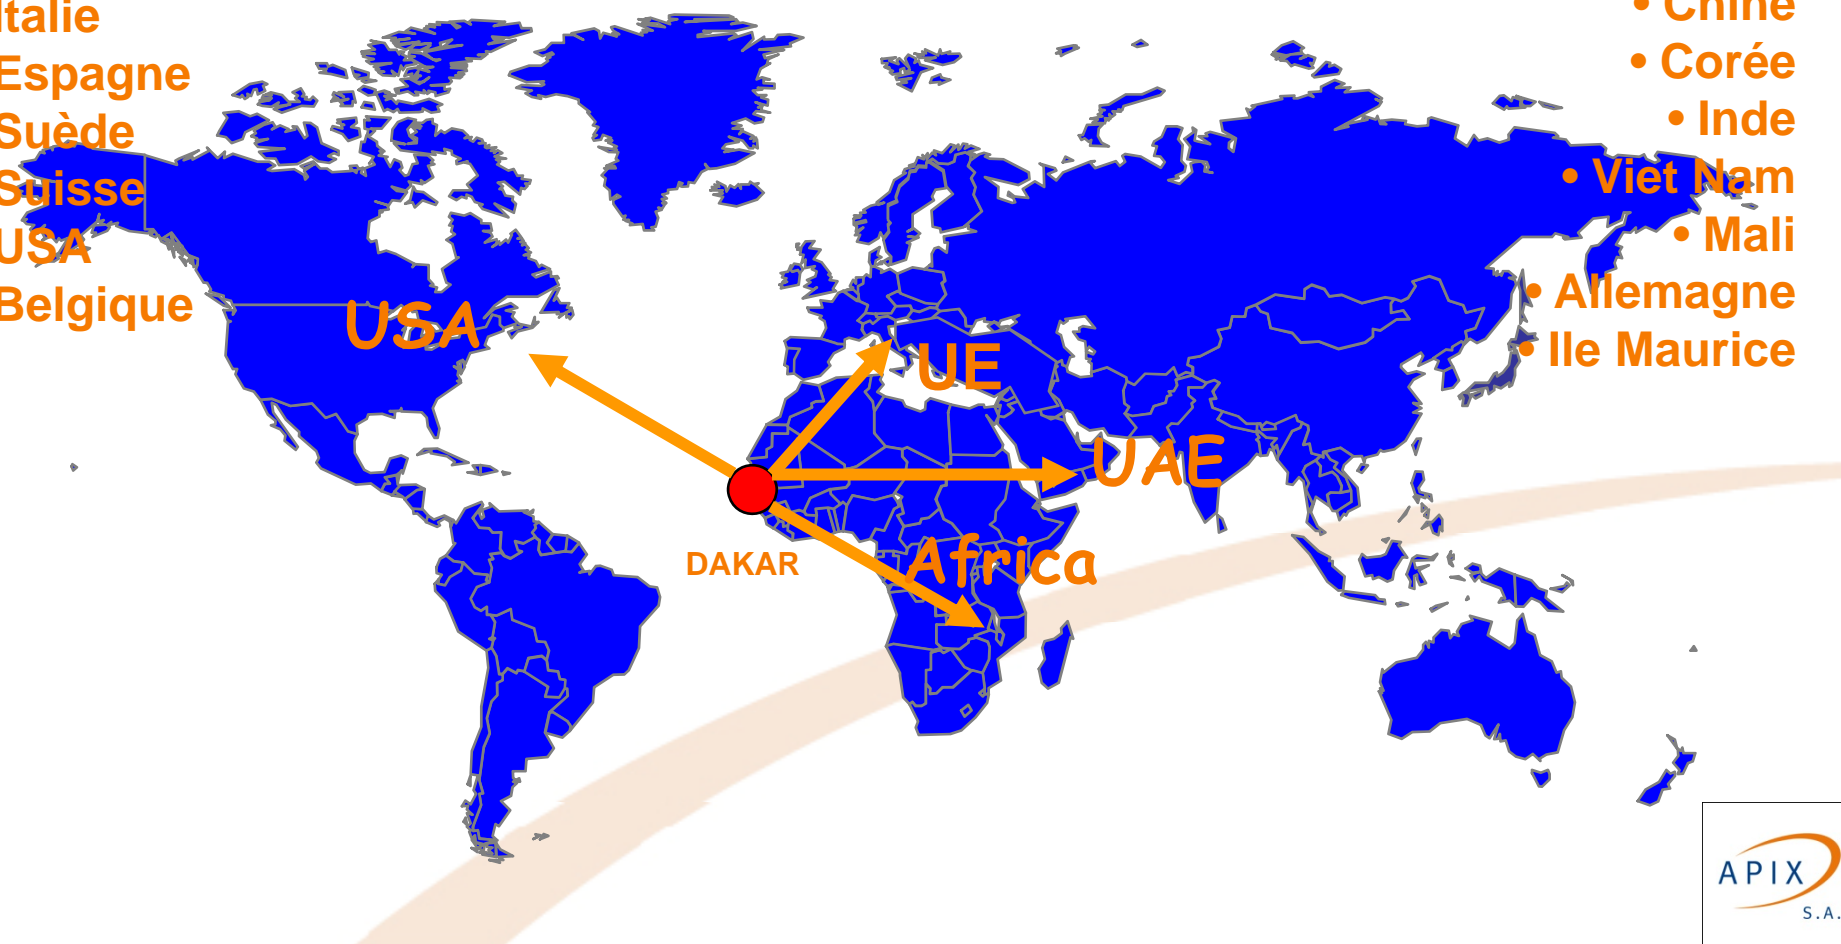 Italie
Espagne
Suède
Suisse
USA
Belgique
• Chine
• Corée
• Inde
• Viet Nam
• Mali
• Allemagne
• Ile Maurice
USA
UE
UAE
DAKAR
Africa
APIX
S.A.